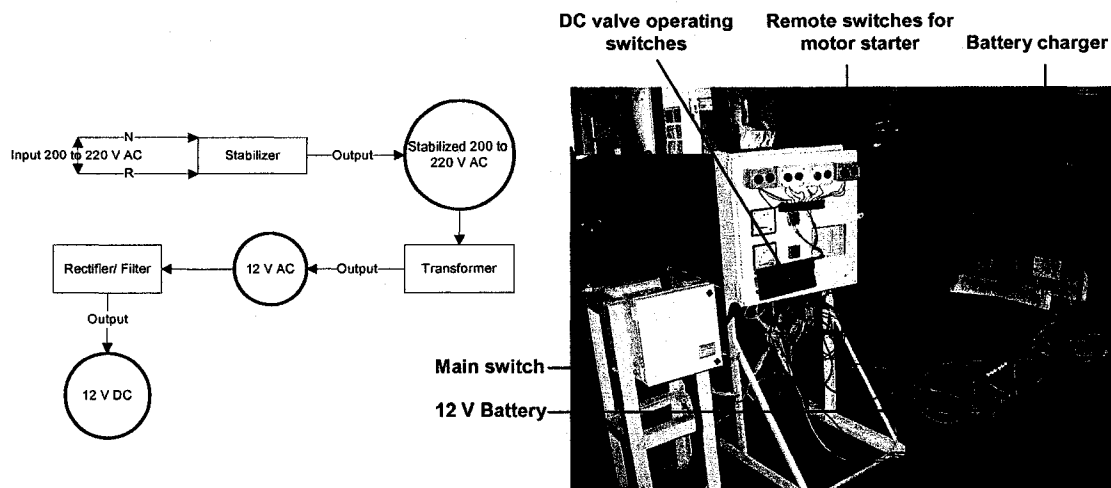 DC valve operating
switches
Remote switches for
motor starter
Battery charger
N
Input 200 to 220 V AC
R
Stabilizer
Output
Stabilized 200 to
220 V AC
Rectifier/ Filter
12 V AC
Output
Transformer
Output
12 V DC
Main switch
12 V Battery